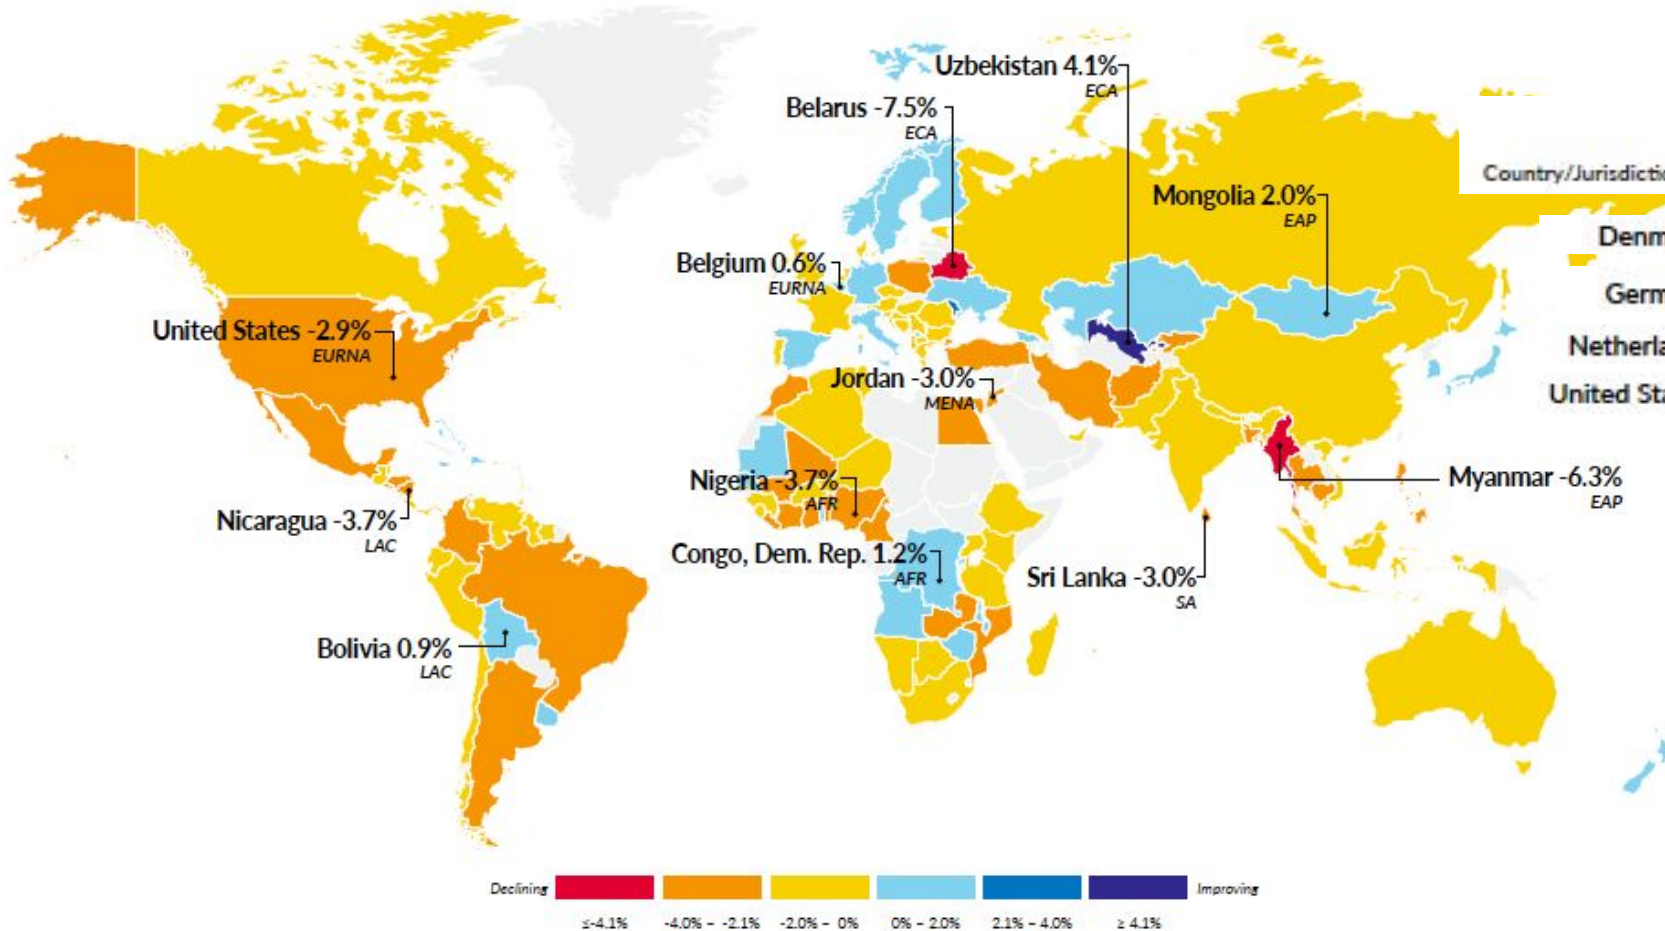 Uzbekistan 4.1%
ECA
Belarus -7.5%
ECA
Country/Jurisdictio
Mongolia 2.0%
EAP
Denm
Belgium 0.6%
EURNA
Germ
United States -2.9%
EURNA
Netherla
Jordan -3.0%
MENA
United Sta
Nigeria -3.7%
AFR
Myanmar -6.3%
EAP
Nicaragua -3.7%
LAC
Congo, Dem. Rep. 1.2%
AFR
Sri Lanka -3.0%
SA
Bolivia 0.9%
LAC
Declining
Improving
≤-4.1%
-4.0% – -2.1%
-2.0% – 0%
0% – 2.0%
2.1% – 4.0%
≥ 4.1%